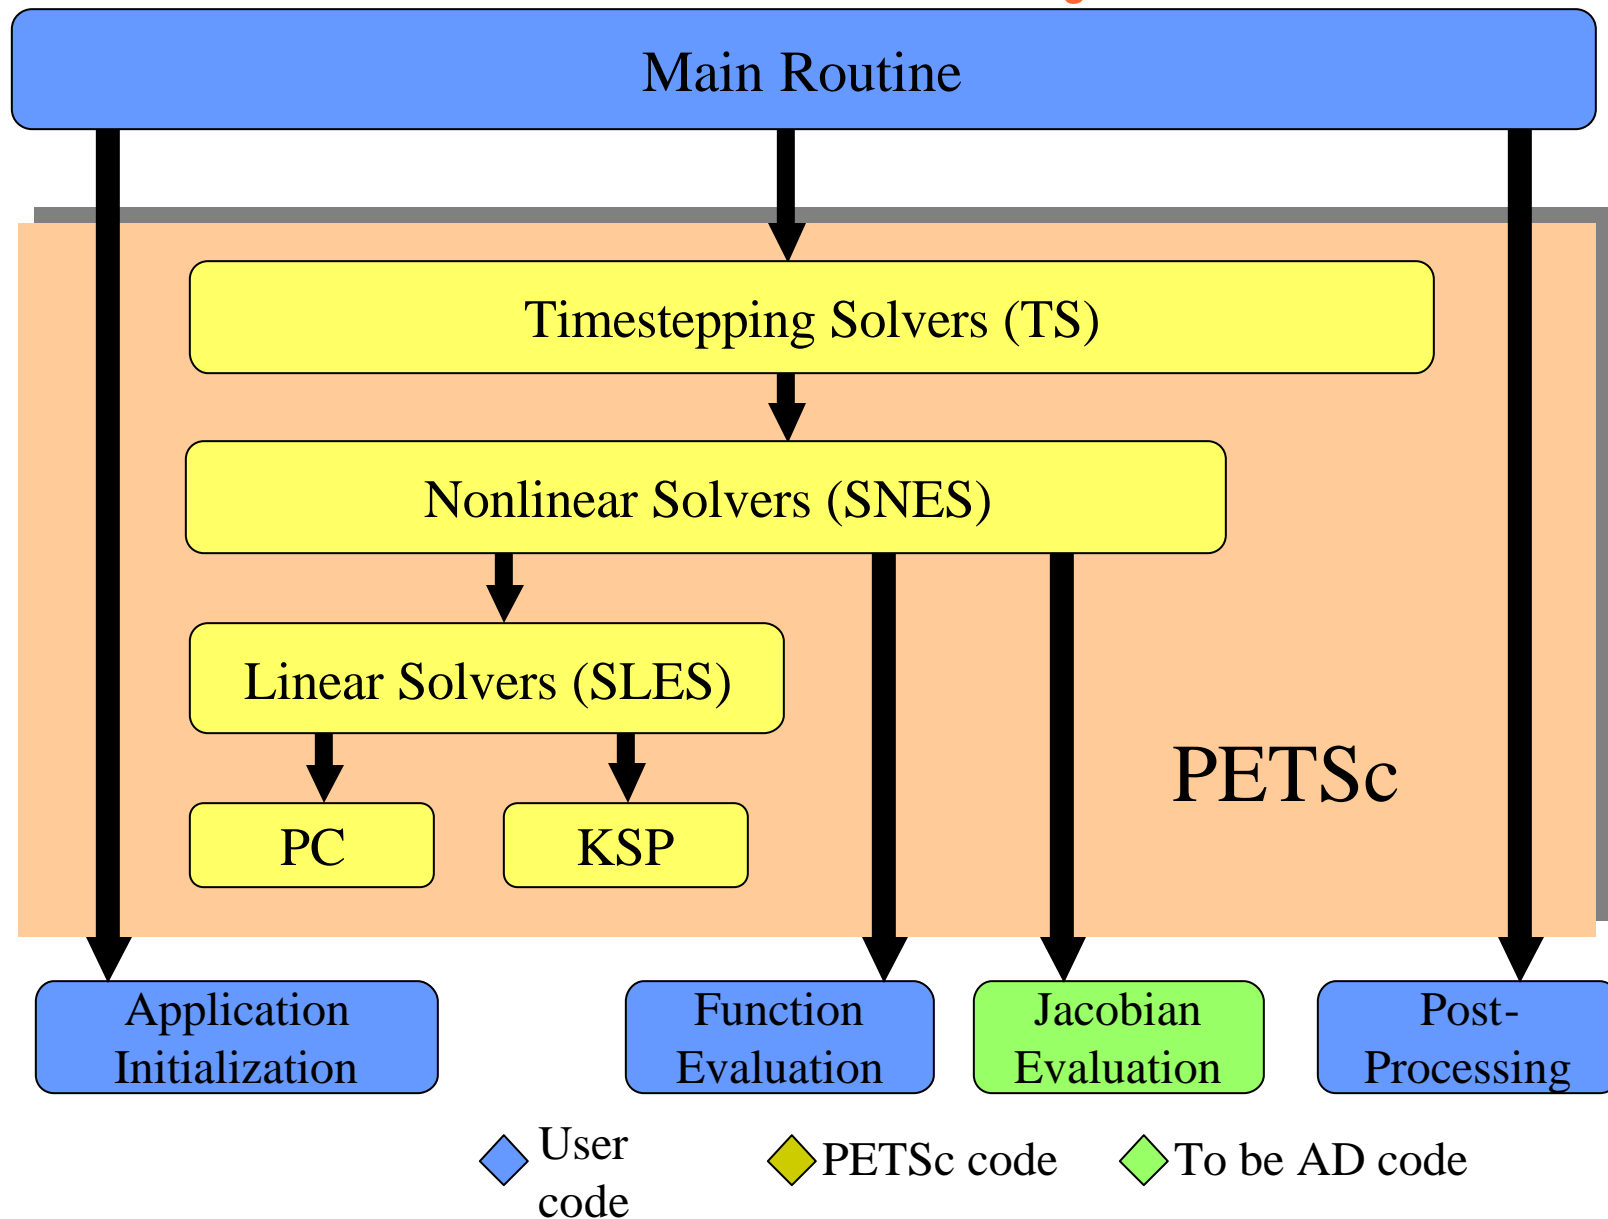 Main Routine
Timestepping Solvers (TS)
Nonlinear Solvers (SNES)
Linear Solvers (SLES)
PETSc
PC
KSP
Application
Initialization
Function
Evaluation
Jacobian
Evaluation
Post-
Processing
User
code
PETSc code
To be AD code